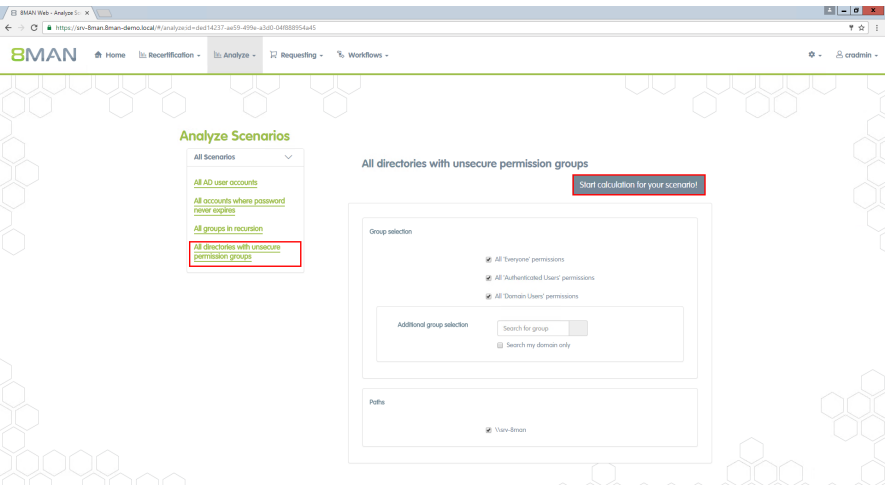 8MAN Web - Analyze Sc
https://srv-8man.8man-demo.local/#/analyze:id=ded14237-ae59-499e-a3d0-04f888954a45
8MAN Home Recertification Analyze Requesting Workflows cradmin
Analyze Scenarios
All Scenarios
All AD user accounts
All accounts where password
never expires
All groups in recursion
All directories with unsecure
permission groups
All directories with unsecure permission groups
Start calculation for your scenario!
Group selection
All 'Everyone' permissions
All 'Authenticated Users' permissions
All 'Domain Users' permissions
Additional group selection
Search for group
Search my domain only
Paths
\\srv-8man